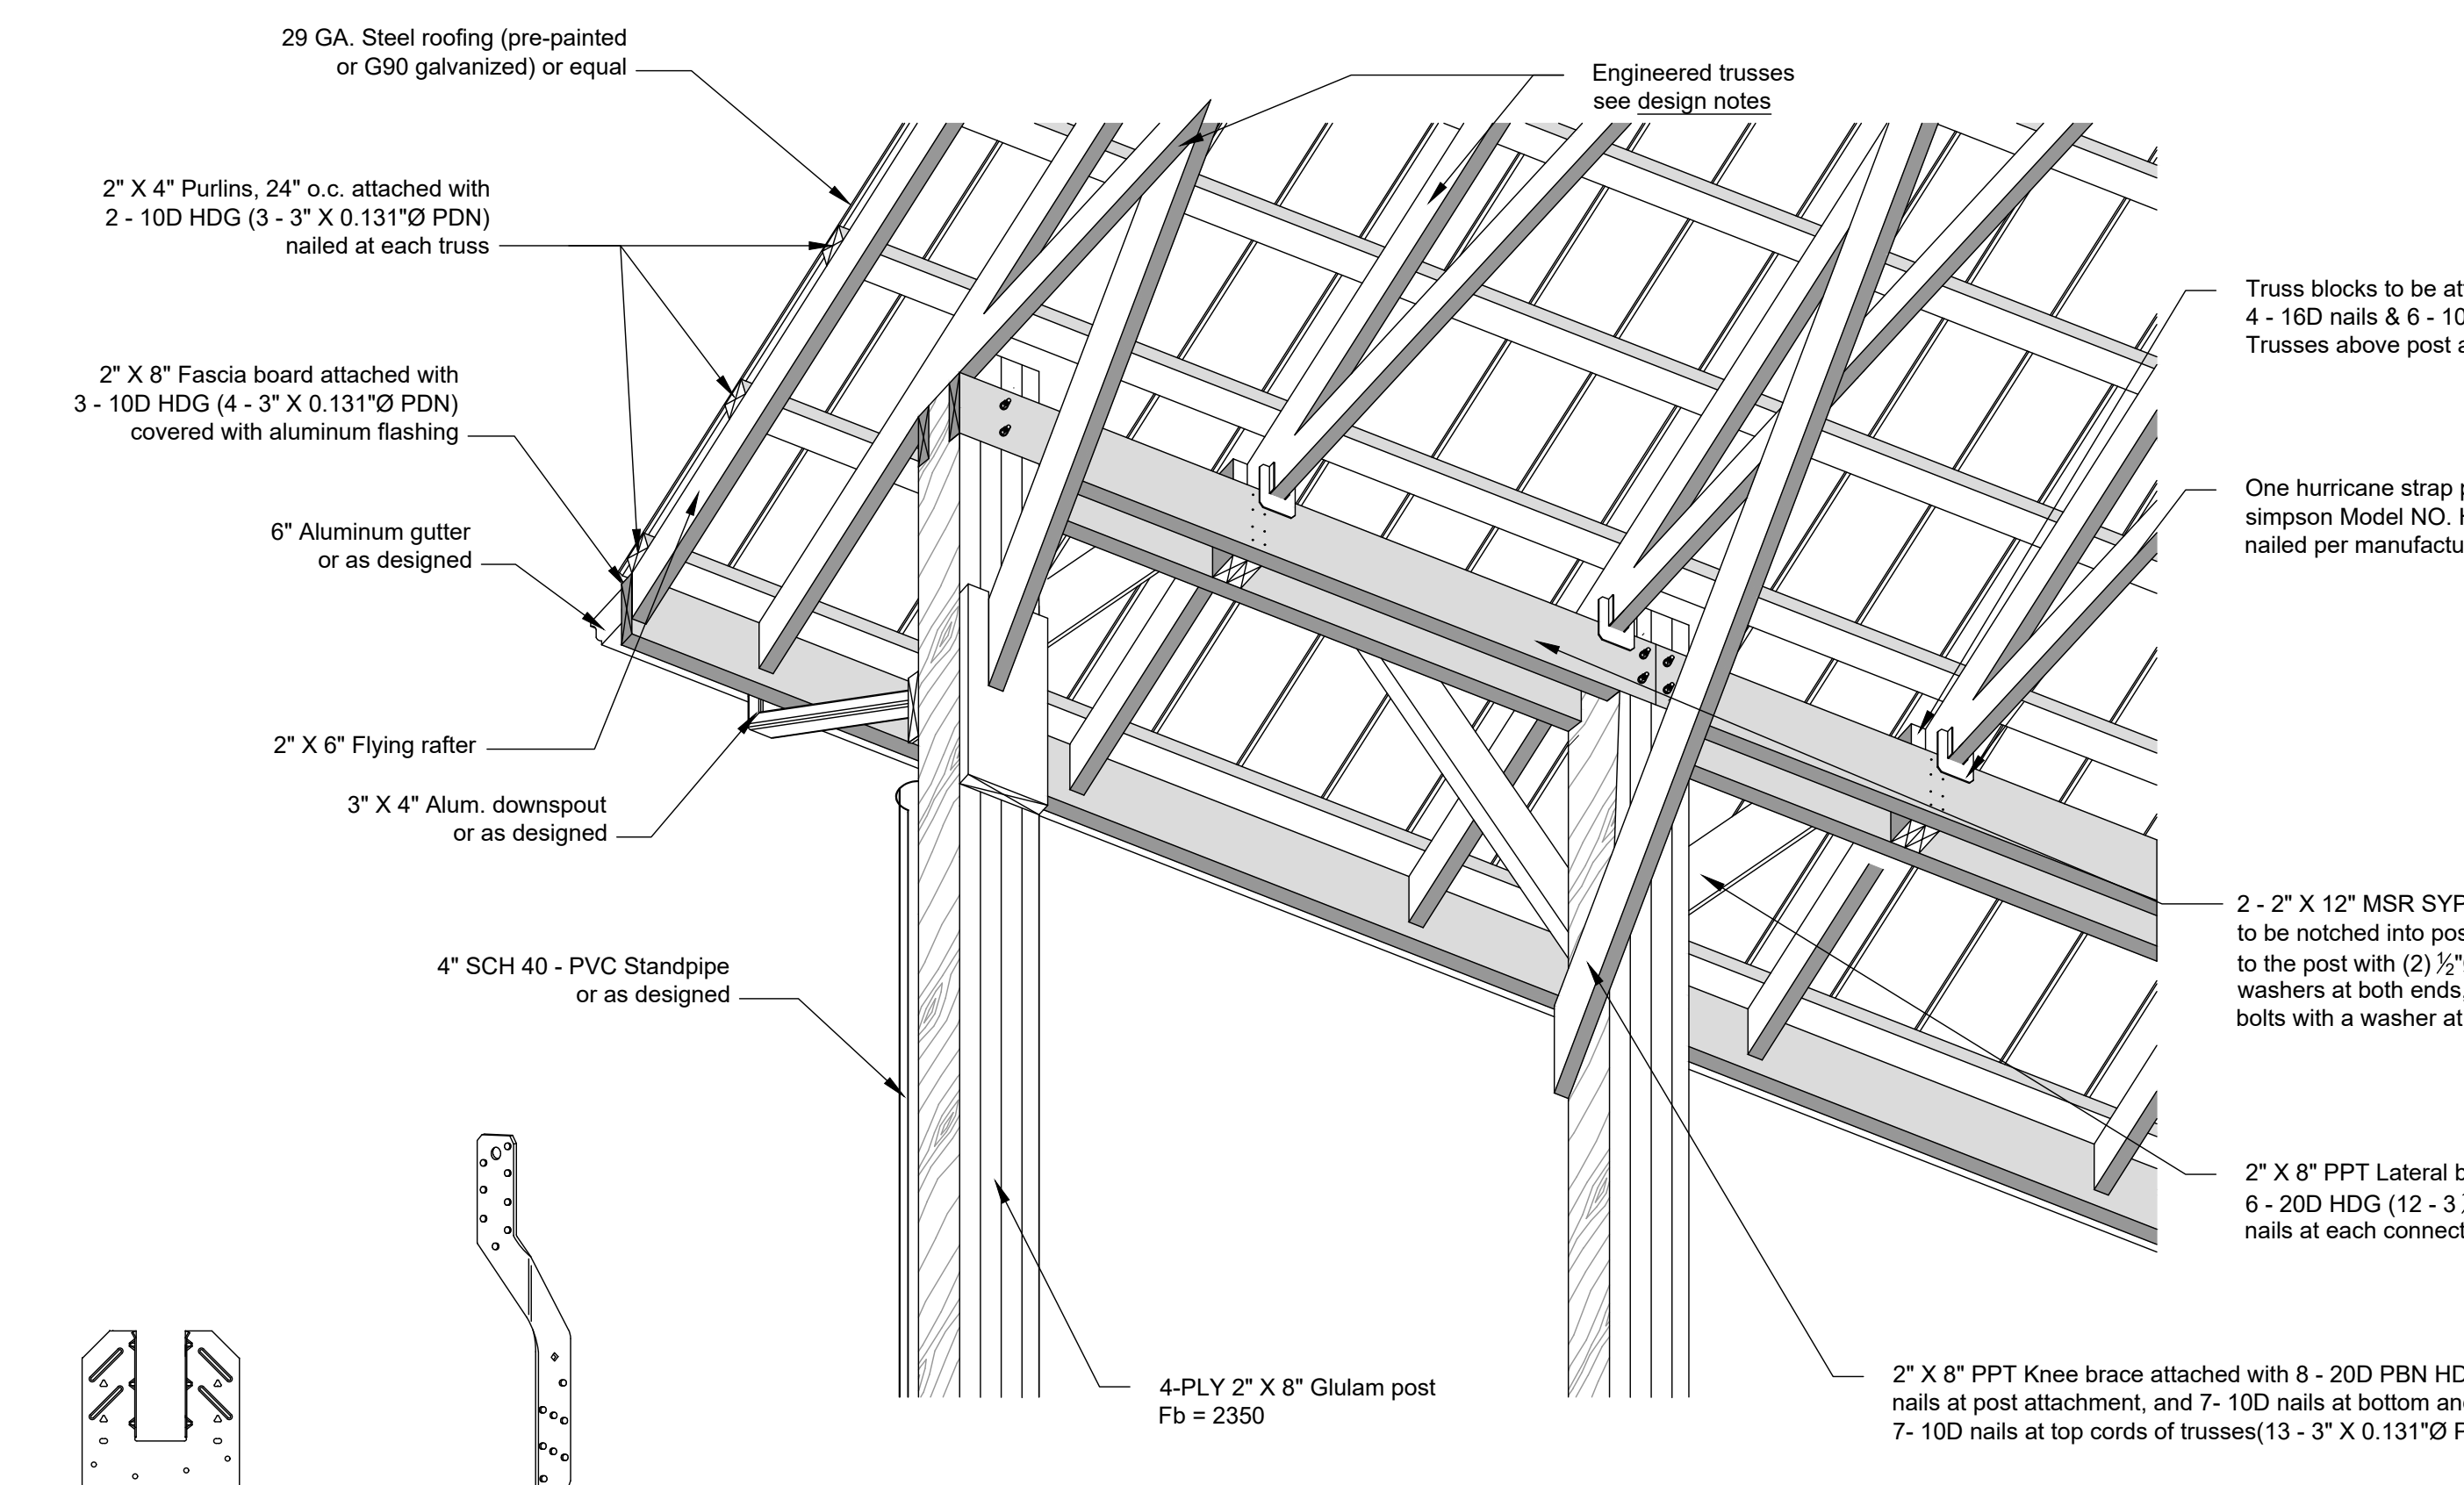 29 GA. Steel roofing (pre-painted
or G90 galvanized) or equal
Engineered trusses
see design notes
2" X 4" Purlins, 24" o.c. attached with
2 - 10D HDG (3 - 3" X 0.131"Ø PDN)
nailed at each truss
Truss blocks to be
4 - 16D nails & 6 - 10
Trusses above post
2" X 8" Fascia board attached with
3 - 10D HDG (4 - 3" X 0.131"Ø PDN)
covered with aluminum flashing
One hurricane strap
simpson Model NO.
nailed per
6" Aluminum gutter
or as designed
2" X 6" Flying rafter
3" X 4" Alum. downspout
or as designed
2 - 2" X 12" MSR SYP
to be notched into
to the post with (2) ½"
washers at both ends,
bolts with a washer at
4" SCH 40 - PVC Standpipe
or as designed
2" X 8" PPT Lateral
6 - 20D HDG (12 - 3
nails at each
4-PLY 2" X 8" Glulam post
Fb = 2350
2" X 8" PPT Knee brace attached with 8 - 20D PBN
nails at post attachment, and 7- 10D nails at bottom
7- 10D nails at top cords of trusses(13 - 3" X 0.131"Ø